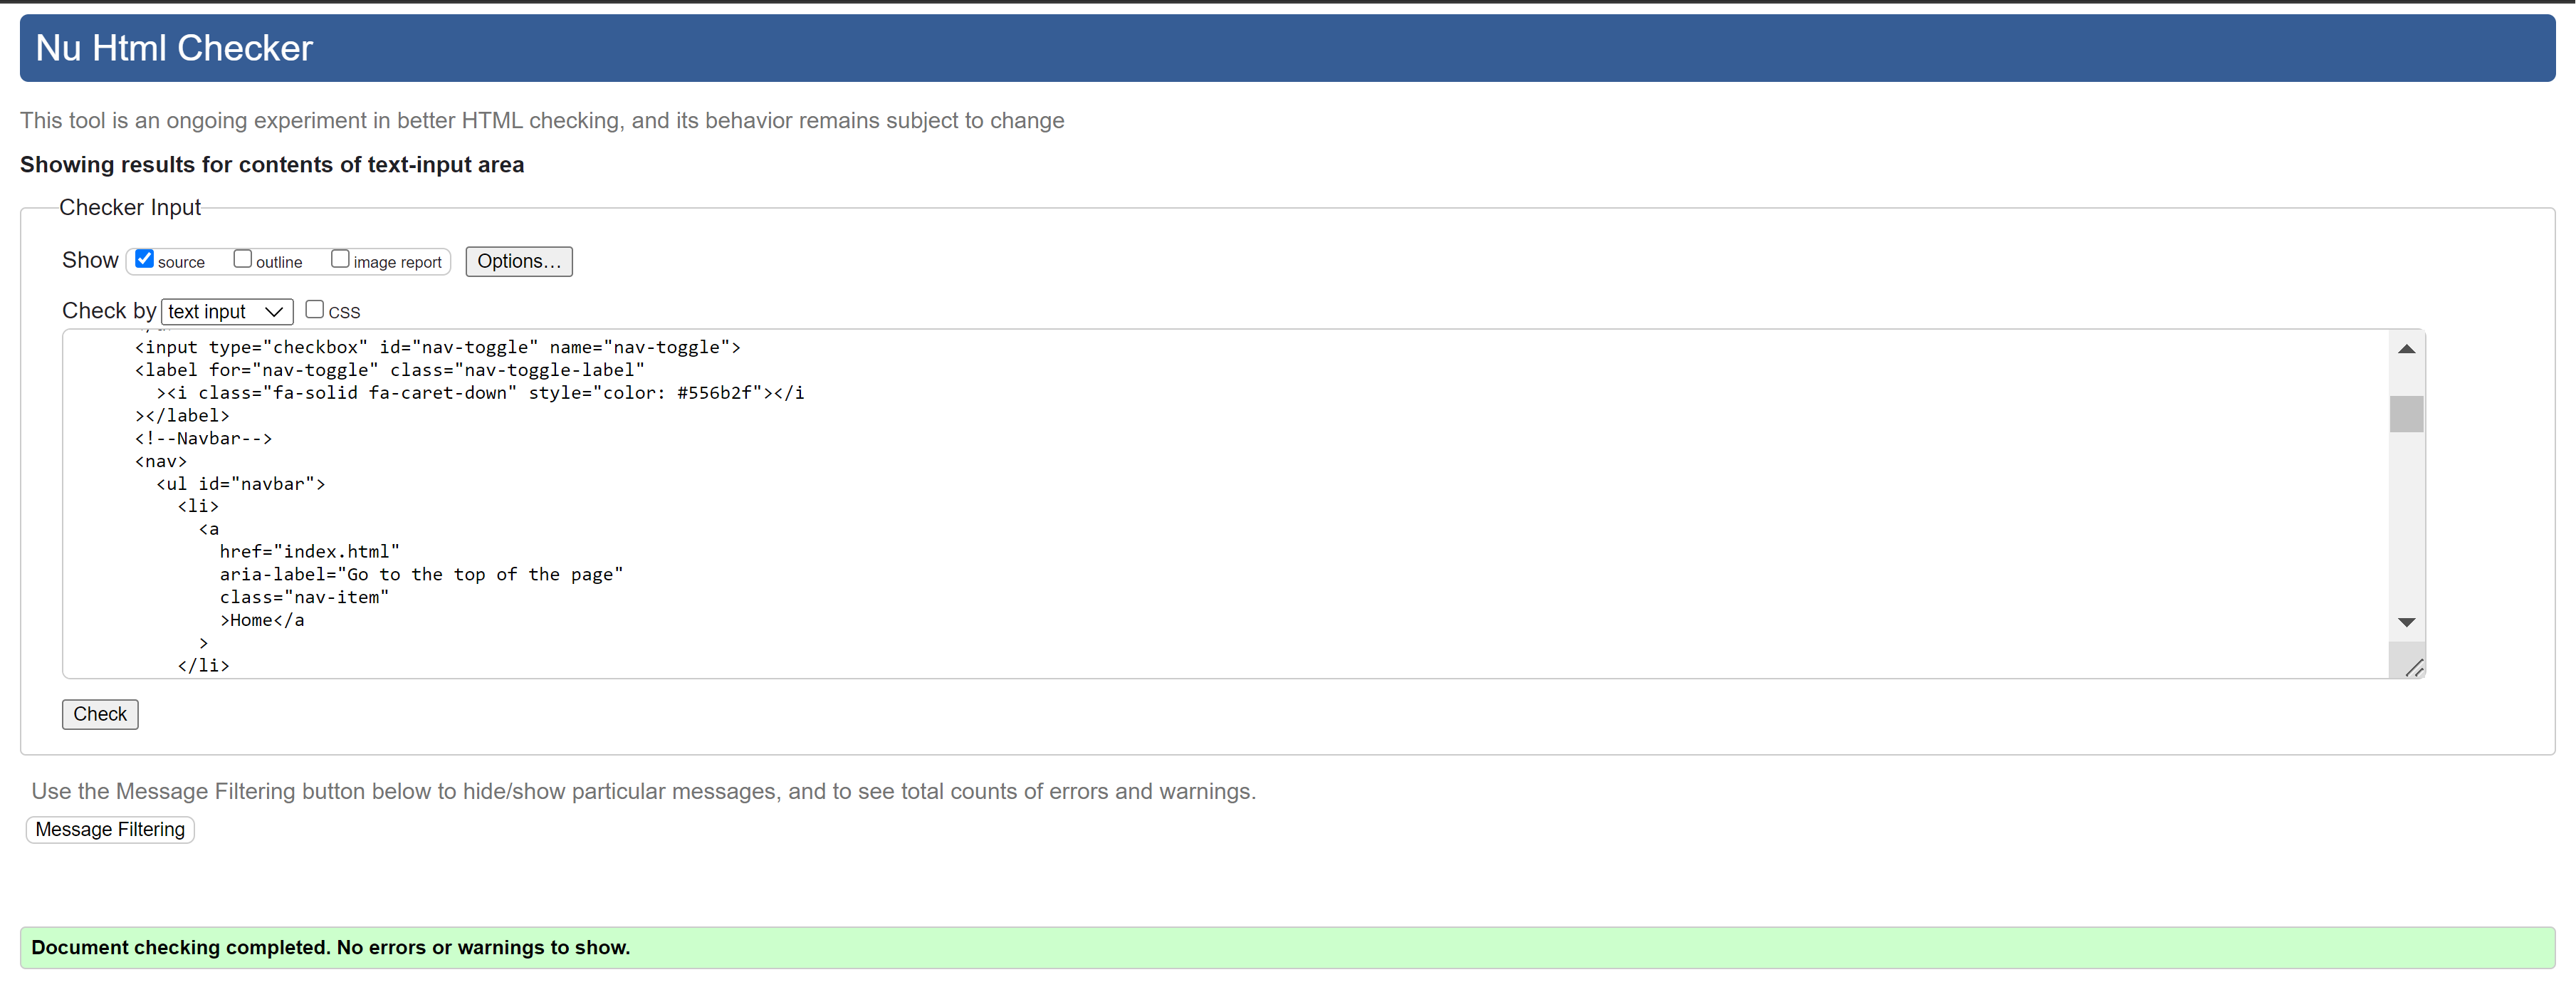 Nu Html Checker
This tool is an ongoing experiment in better HTML checking, and its behavior remains subject to change
Showing results for contents of text-input area
Checker Input
Show source outline image report Options...
Check by text input css
<input type="checkbox" id="nav-toggle" name="nav-toggle">
<label for="nav-toggle" class="nav-toggle-label"
><i class="fa-solid fa-caret-down" style="color: #556b2f"></i
></label>
<!--Navbar-->
<nav>
<ul id="navbar">
<li>
<a
href="index.html"
aria-label="Go to the top of the page"
class="nav-item"
>Home</a
>
</li>
Check
Use the Message Filtering button below to hide/show particular messages, and to see total counts of errors and warnings.
Message Filtering
Document checking completed. No errors or warnings to show.